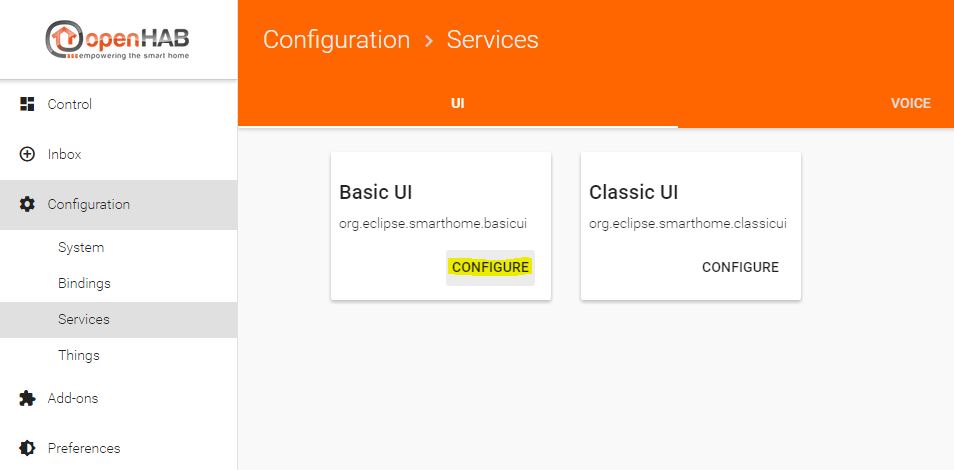 openHAB
empowering the smart home
Configuration > Services
UI
VOICE
Control
Inbox
Configuration
System
Bindings
Services
Things
Add-ons
Preferences
Basic UI
org.eclipse.smarthome.basicui
CONFIGURE
Classic UI
org.eclipse.smarthome.classicui
CONFIGURE